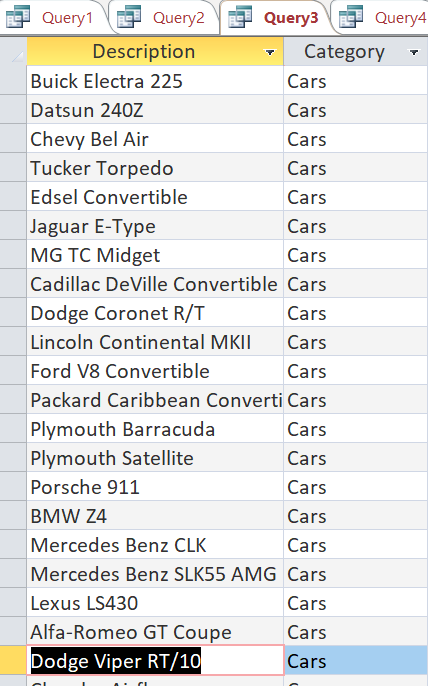 Query1 Query2 Query3 Query4
Description Category
Buick Electra 225 Cars
Datsun 240Z Cars
Chevy Bel Air Cars
Tucker Torpedo Cars
Edsel Convertible Cars
Jaguar E-Type Cars
MG TC Midget Cars
Cadillac DeVille Convertible Cars
Dodge Coronet R/T Cars
Lincoln Continental MKII Cars
Ford V8 Convertible Cars
Packard Caribbean Converti Cars
Plymouth Barracuda Cars
Plymouth Satellite Cars
Porsche 911 Cars
BMW Z4 Cars
Mercedes Benz CLK Cars
Mercedes Benz SLK55 AMG Cars
Lexus LS430 Cars
Alfa-Romeo GT Coupe Cars
Dodge Viper RT/10 Cars